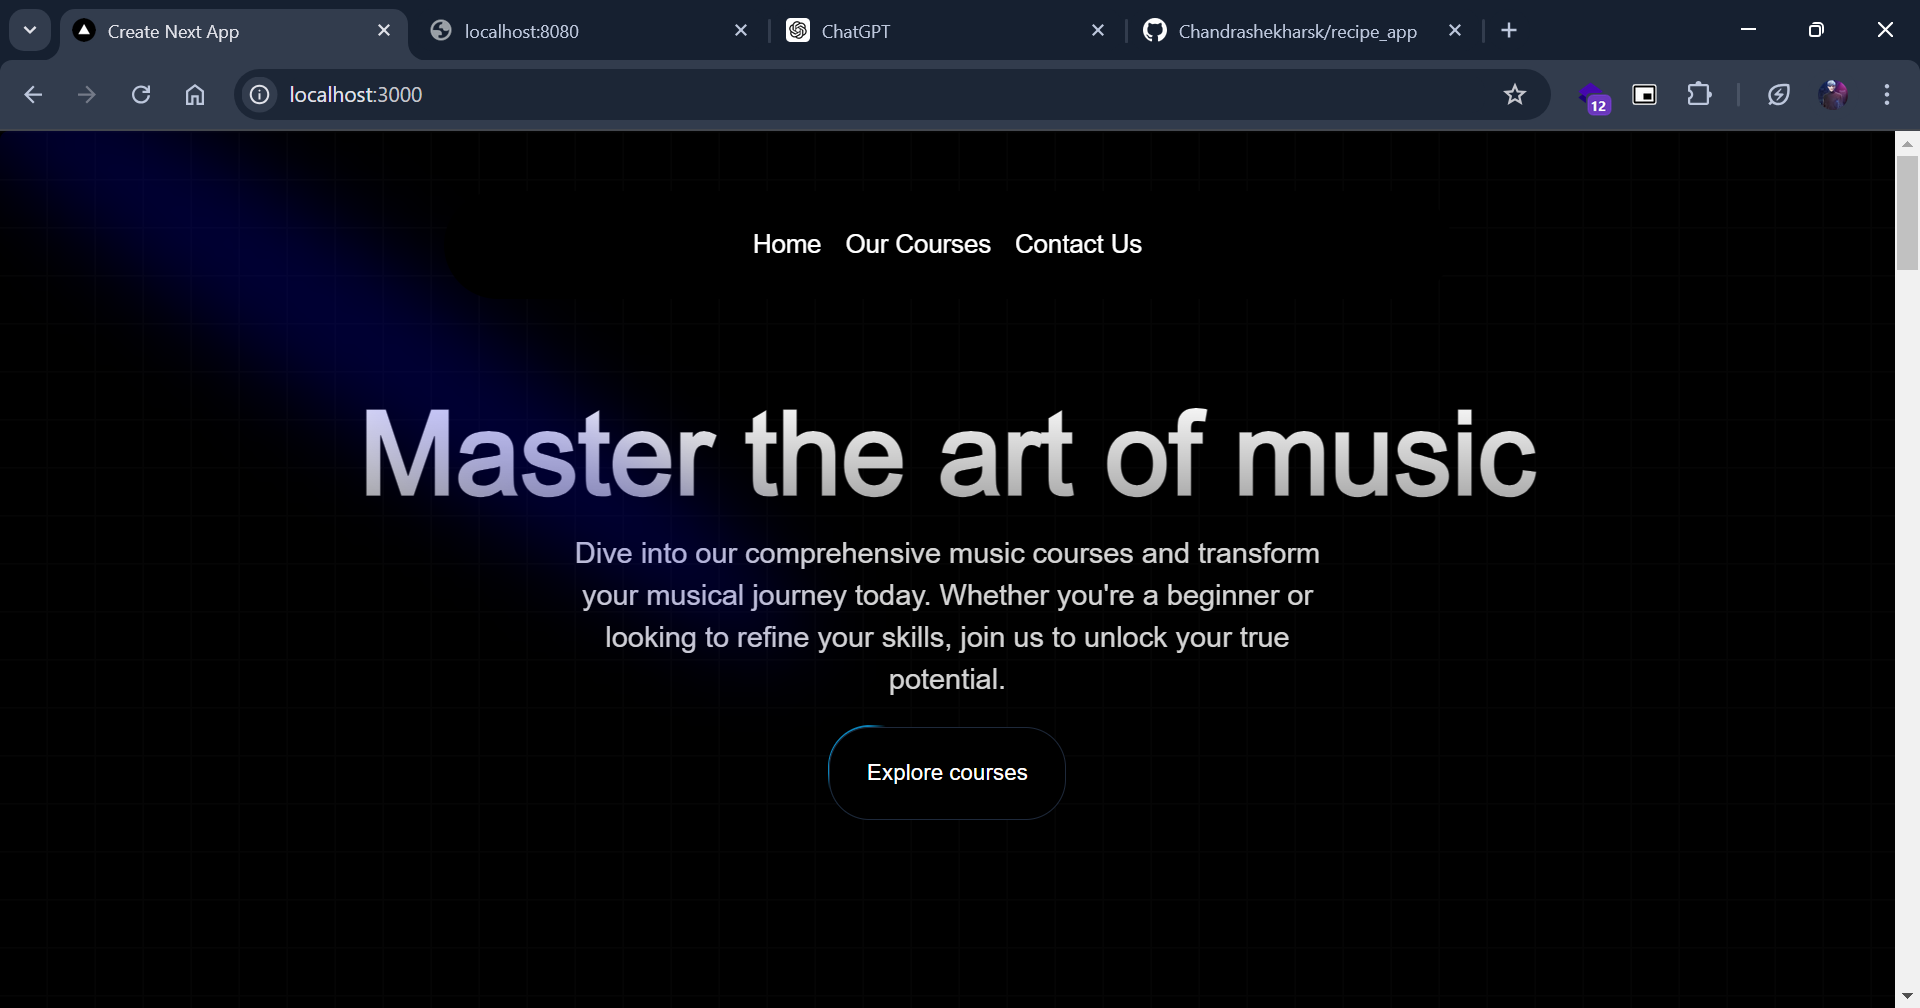 Create Next App
localhost:8080
ChatGPT
Chandrashekharsk/recipe_app
localhost:3000
12
Home Our Courses Contact Us
Master the art of music
Dive into our comprehensive music courses and transform
your musical journey today. Whether you're a beginner or
looking to refine your skills, join us to unlock your true
potential.
Explore courses